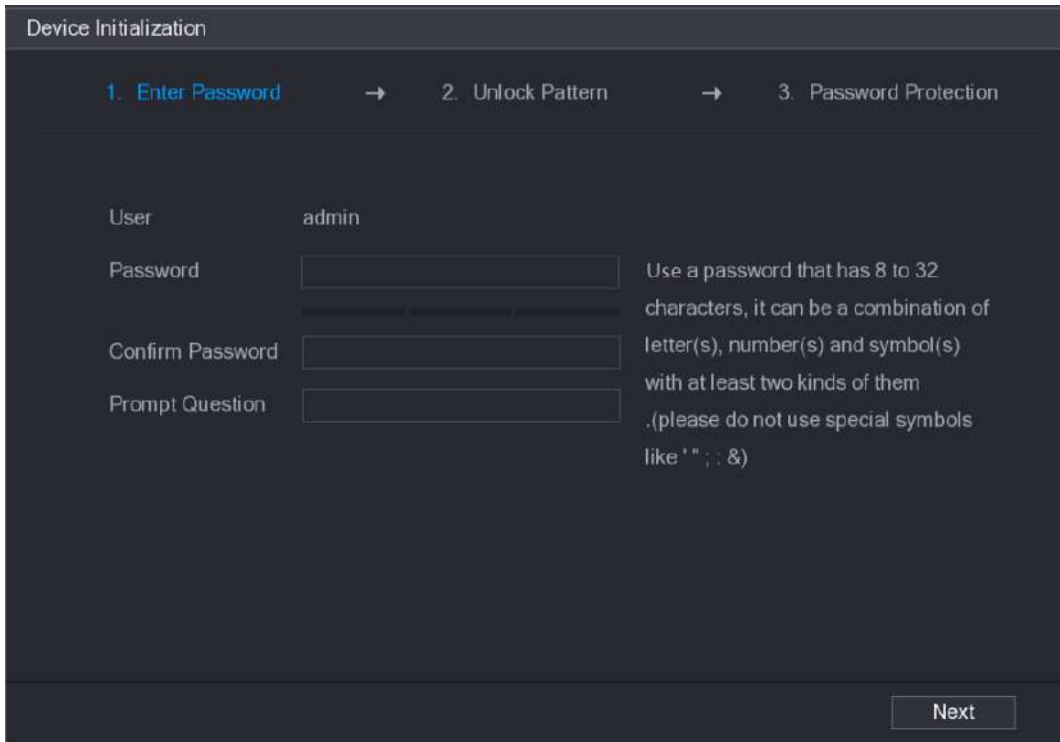 Device Initialization
1. Enter Password → 2. Unlock Pattern → 3. Password Protection
User admin
Password
Use a password that has 8 to 32
characters, it can be a combination of
letter(s), number(s) and symbol(s)
with at least two kinds of them
.(please do not use special symbols
like ' " ; : &)
Confirm Password
Prompt Question
Next